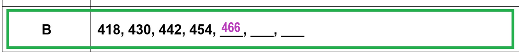 B 418, 430, 442, 454, 466, ___, ___